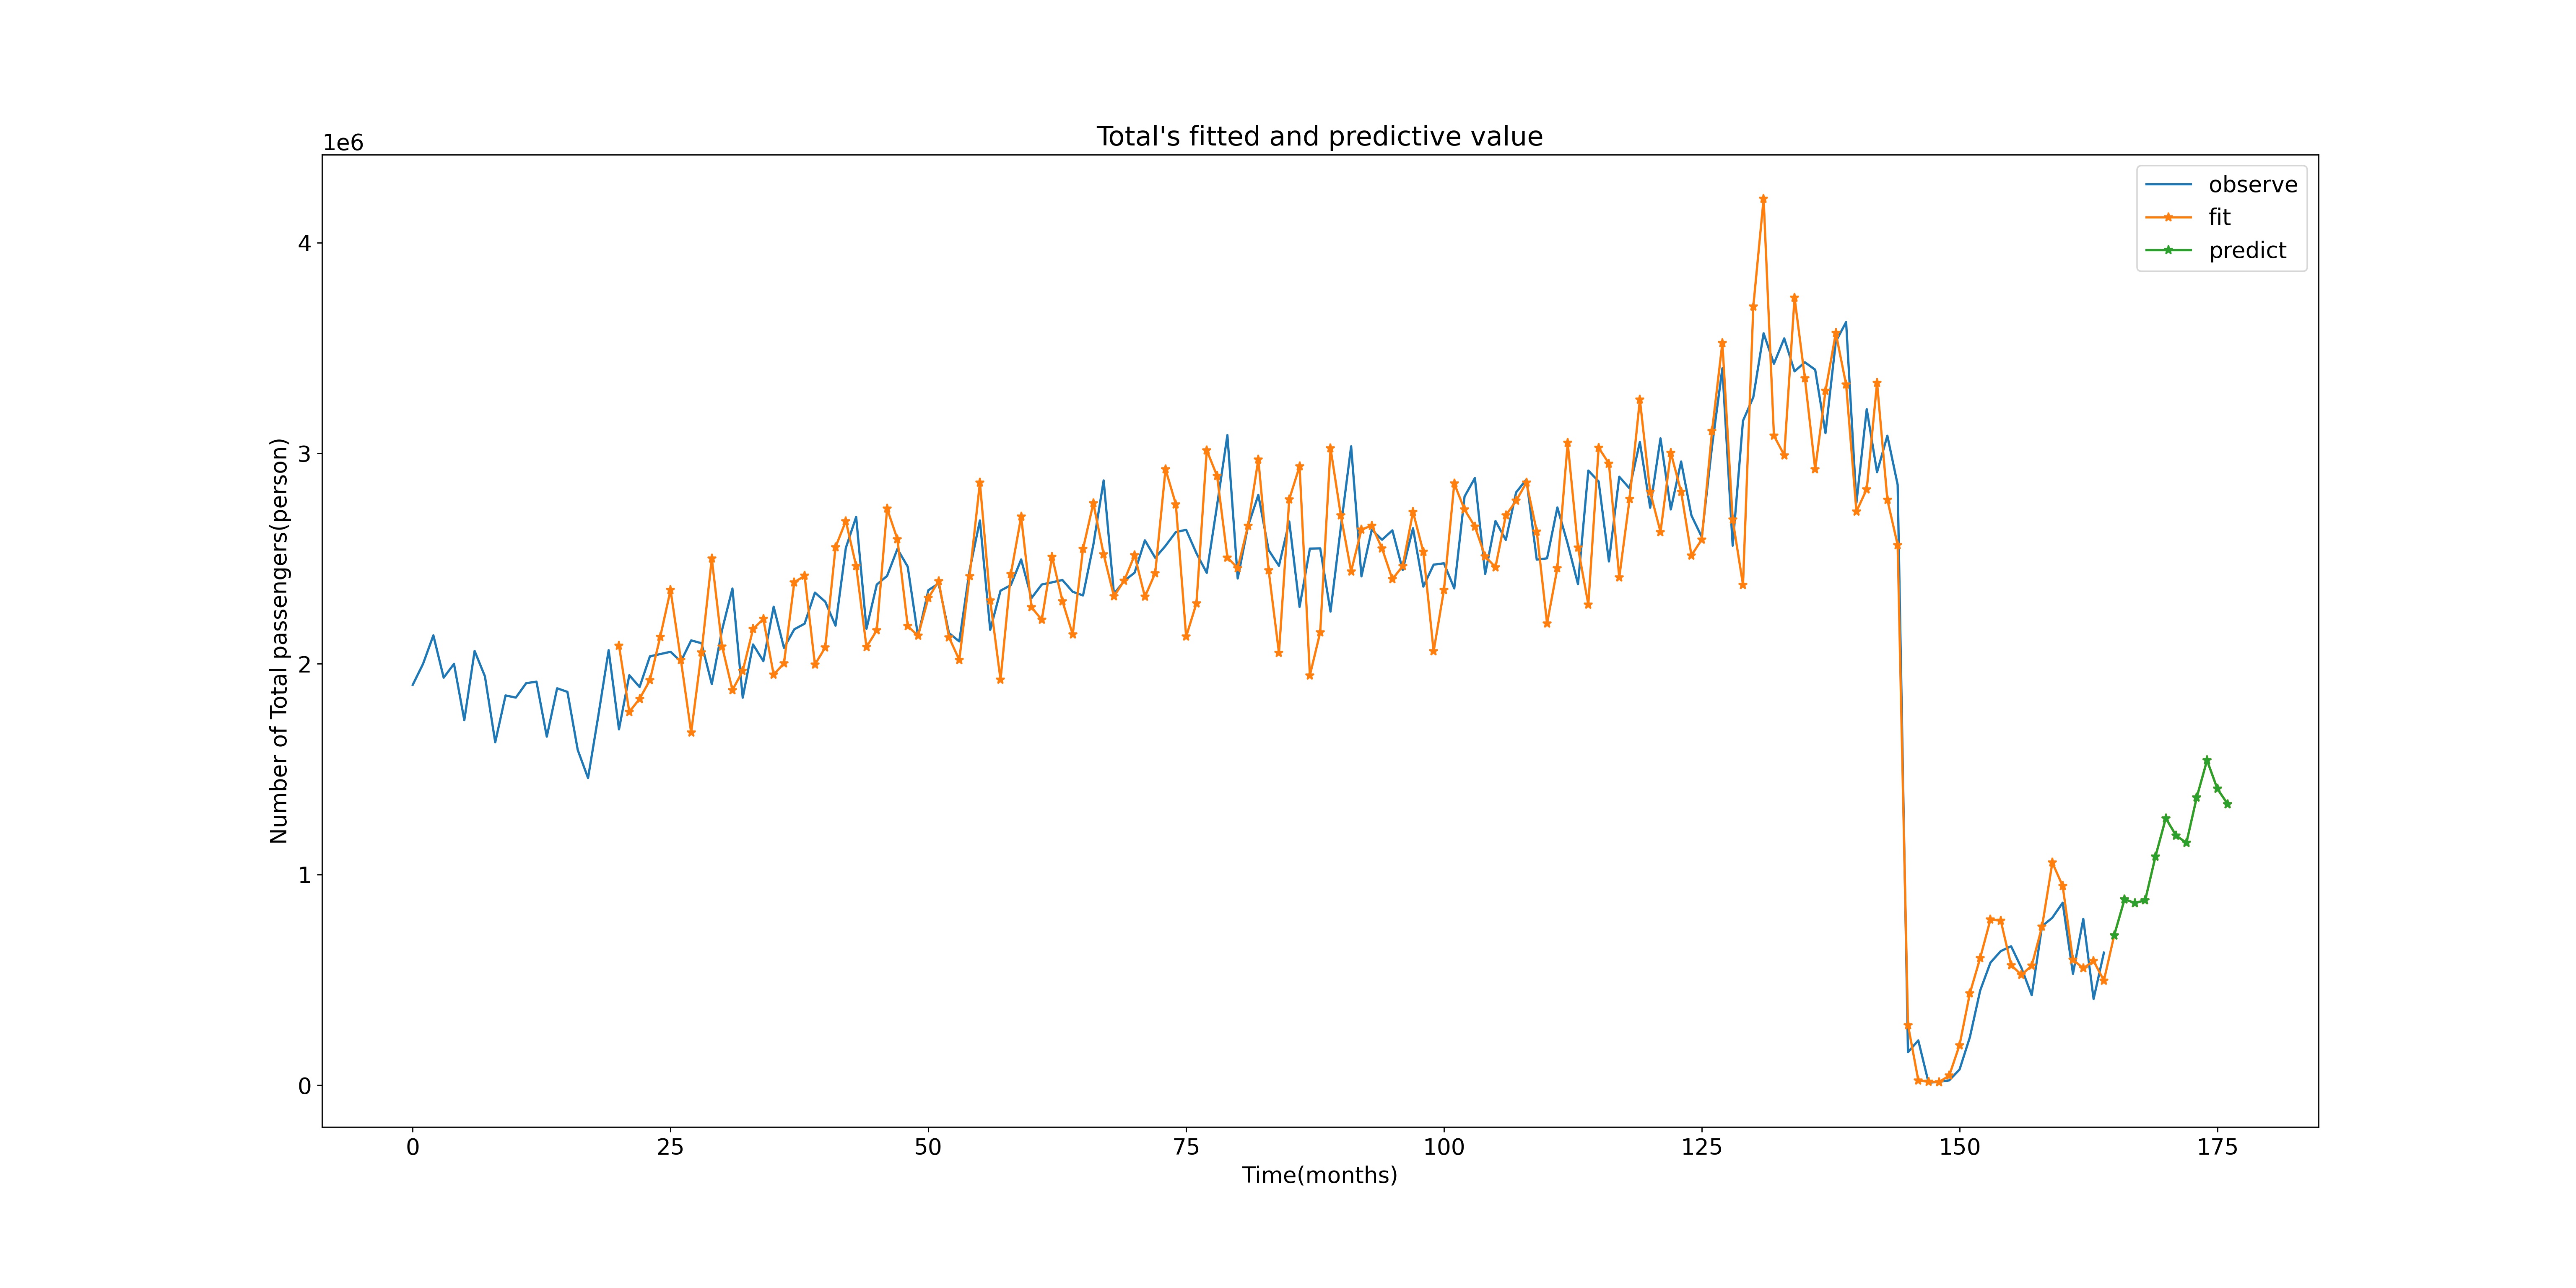 Total's fitted and predictive value
1e6
observe
fit
predict
4
3
2
1
0
Number of Total passengers(person)
0 25 50 75 100 125 150 175
Time(months)